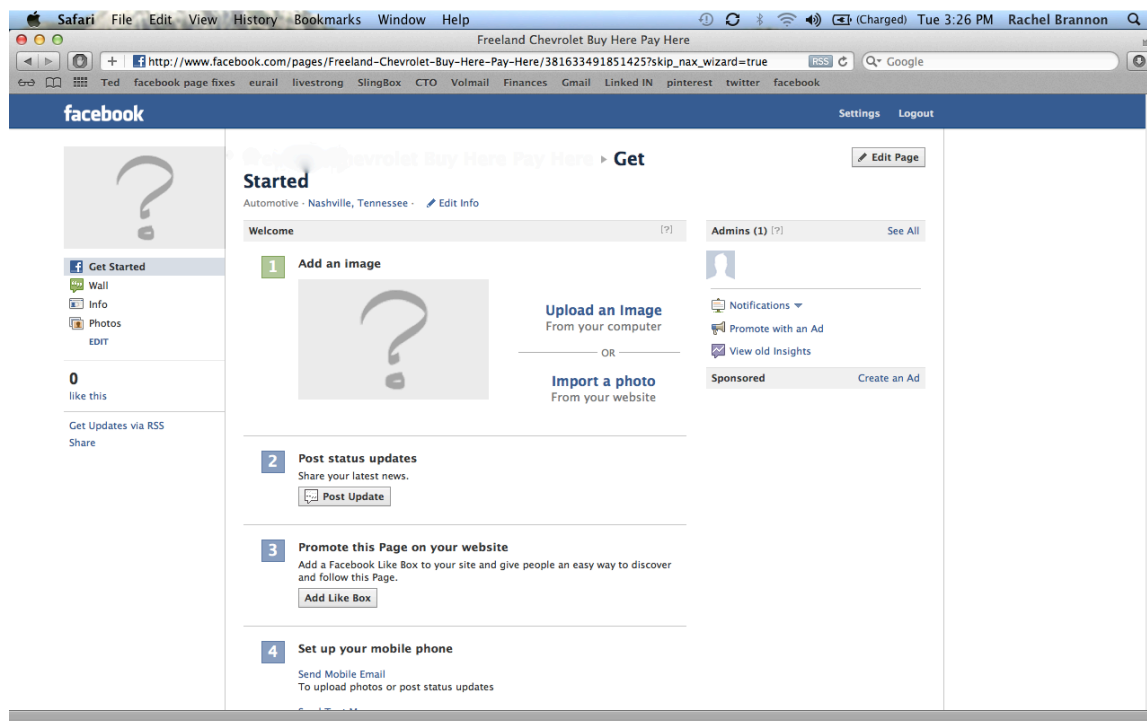 Safari File Edit View History Bookmarks Window Help (Charged) Tue 3:26 PM Rachel Brannon
Freeland Chevrolet Buy Here Pay Here
http://www.facebook.com/pages/Freeland-Chevrolet-Buy-Here-Pay-Here/381633491851425?skip_nax_wizard=true RSS Google
Ted facebook page fixes eurail livestrong SlingBox CTO Volmail Finances Gmail Linked IN pinterest twitter facebook
facebook Settings Logout
Chevrolet Buy Here Pay Here ▸ Get
Started
Edit Page
Automotive · Nashville, Tennessee · Edit Info
Welcome [?]
Admins (1) [?] See All
Get Started
Wall
Info
Photos
EDIT
0
like this
Get Updates via RSS
Share
1 Add an image
Upload an Image
From your computer
OR
Import a photo
From your website
2 Post status updates
Share your latest news.
Post Update
3 Promote this Page on your website
Add a Facebook Like Box to your site and give people an easy way to discover
and follow this Page.
Add Like Box
4 Set up your mobile phone
Send Mobile Email
To upload photos or post status updates
Notifications
Promote with an Ad
View old Insights
Sponsored Create an Ad